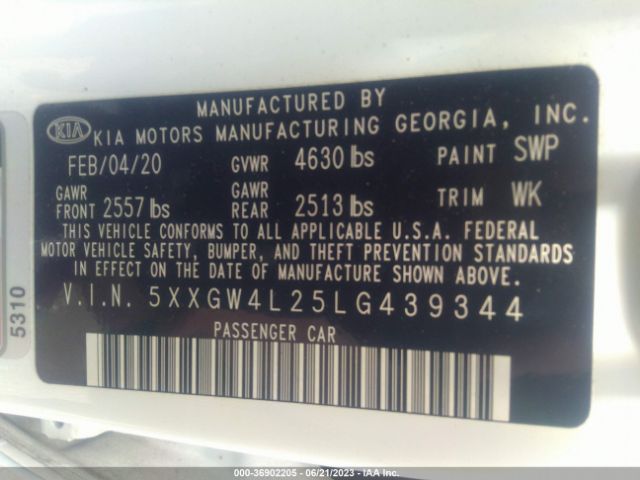 MANUFACTURED BY
KIA KIA MOTORS MANUFACTURING GEORGIA, INC.
FEB/04/20 GVWR 4630 lbs PAINT SWP
GAWR FRONT 2557 lbs GAWR REAR 2513 lbs TRIM WK
THIS VEHICLE CONFORMS TO ALL APPLICABLE U.S.A. FEDERAL
MOTOR VEHICLE SAFETY, BUMPER, AND THEFT PREVENTION STANDARDS
IN EFFECT ON THE DATE OF MANUFACTURE SHOWN ABOVE.
V.I.N. 5XXGW4L25LG439344
PASSENGER CAR
5310
000-36902205 - 06/21/2023 - IAA Inc.